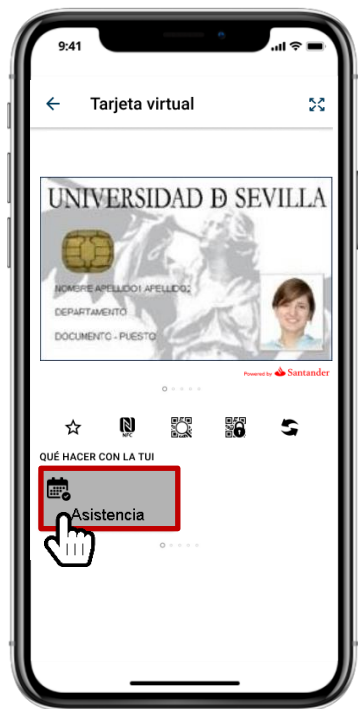 9:41
Tarjeta virtual
UNIVERSIDAD D SEVILLA
NOMBRE APELLIDO1 APELLIDO2
DEPARTAMENTO
DOCUMENTO - PUESTO
Powered by Santander
NFC
QUÉ HACER CON LA TUI
Asistencia